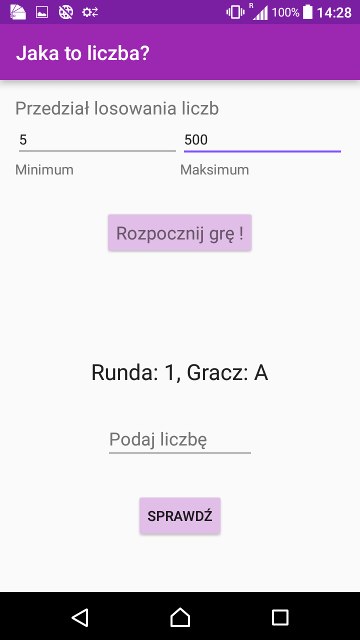 R 100% 14:28
Jaka to liczba?
Przedział losowania liczb
5 500
Minimum Maksimum
Rozpocznij grę !
Runda: 1, Gracz: A
Podaj liczbę
SPRAWDŹ